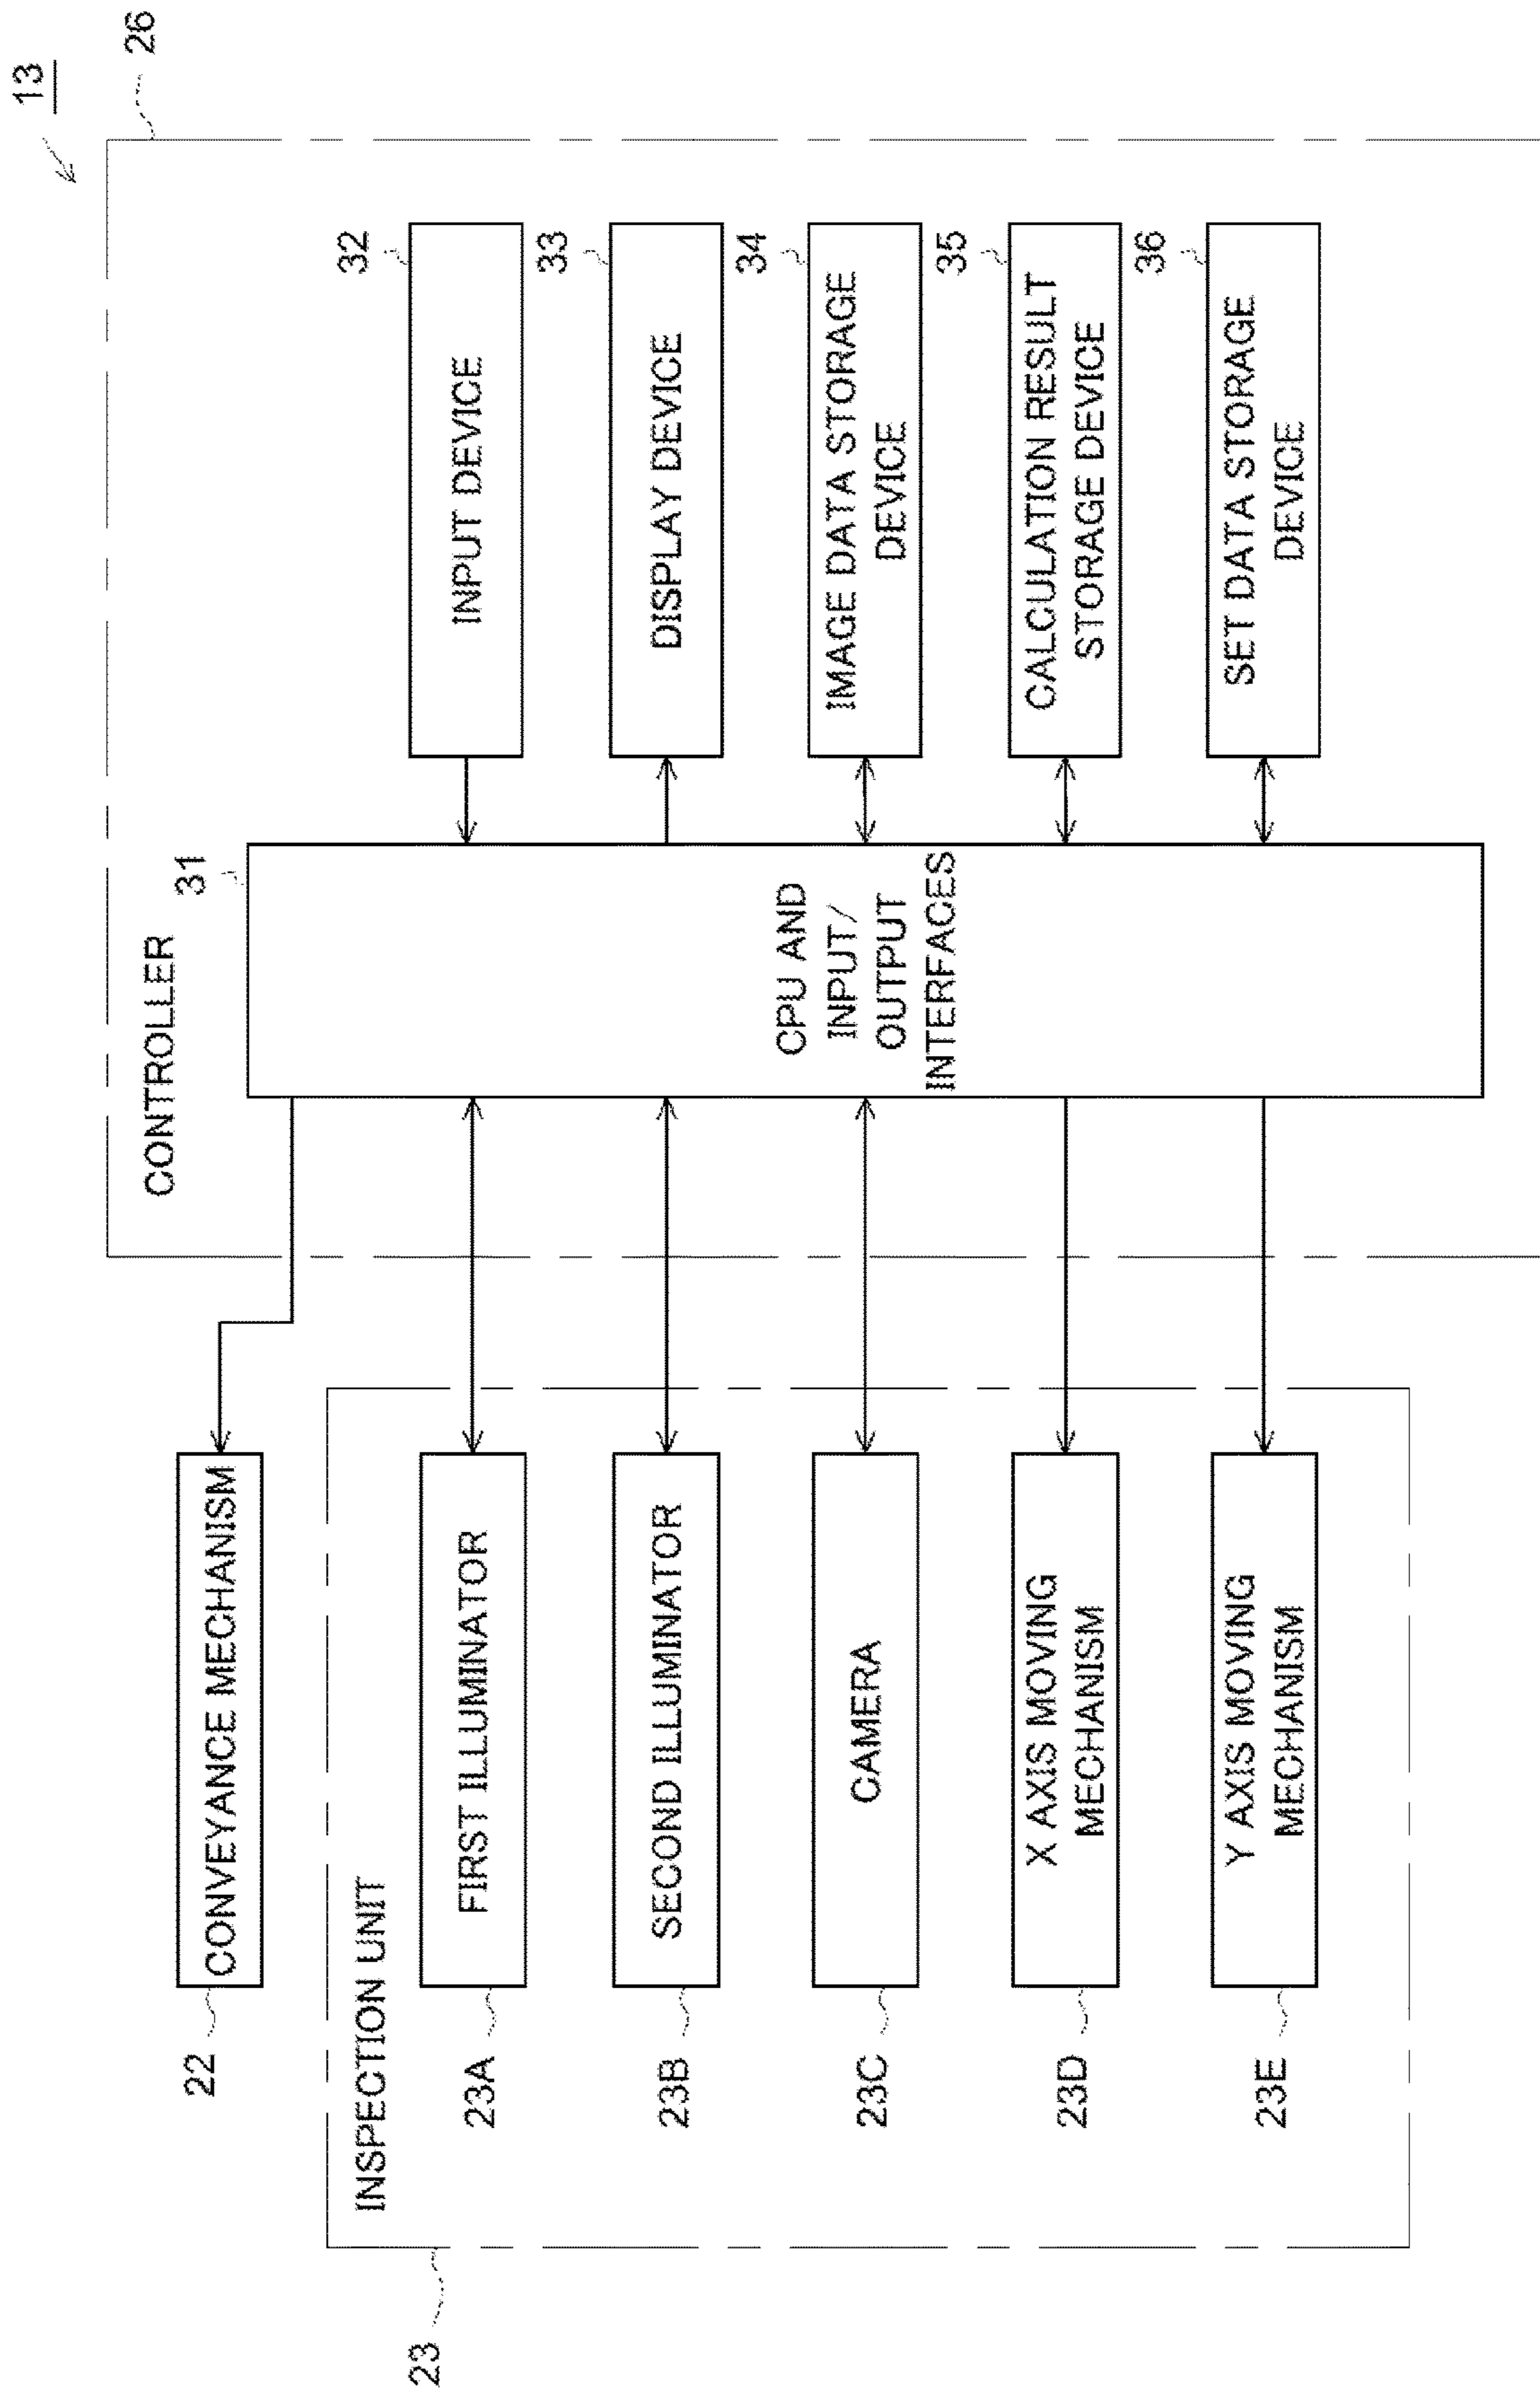 13
26
CONTROLLER
31
CPU AND
INPUT/
OUTPUT
INTERFACES
32
INPUT DEVICE
33
DISPLAY DEVICE
34
IMAGE DATA STORAGE
DEVICE
35
CALCULATION RESULT
STORAGE DEVICE
36
SET DATA STORAGE
DEVICE
22
CONVEYANCE MECHANISM
23
INSPECTION UNIT
23A
FIRST ILLUMINATOR
23B
SECOND ILLUMINATOR
23C
CAMERA
23D
X AXIS MOVING
MECHANISM
23E
Y AXIS MOVING
MECHANISM